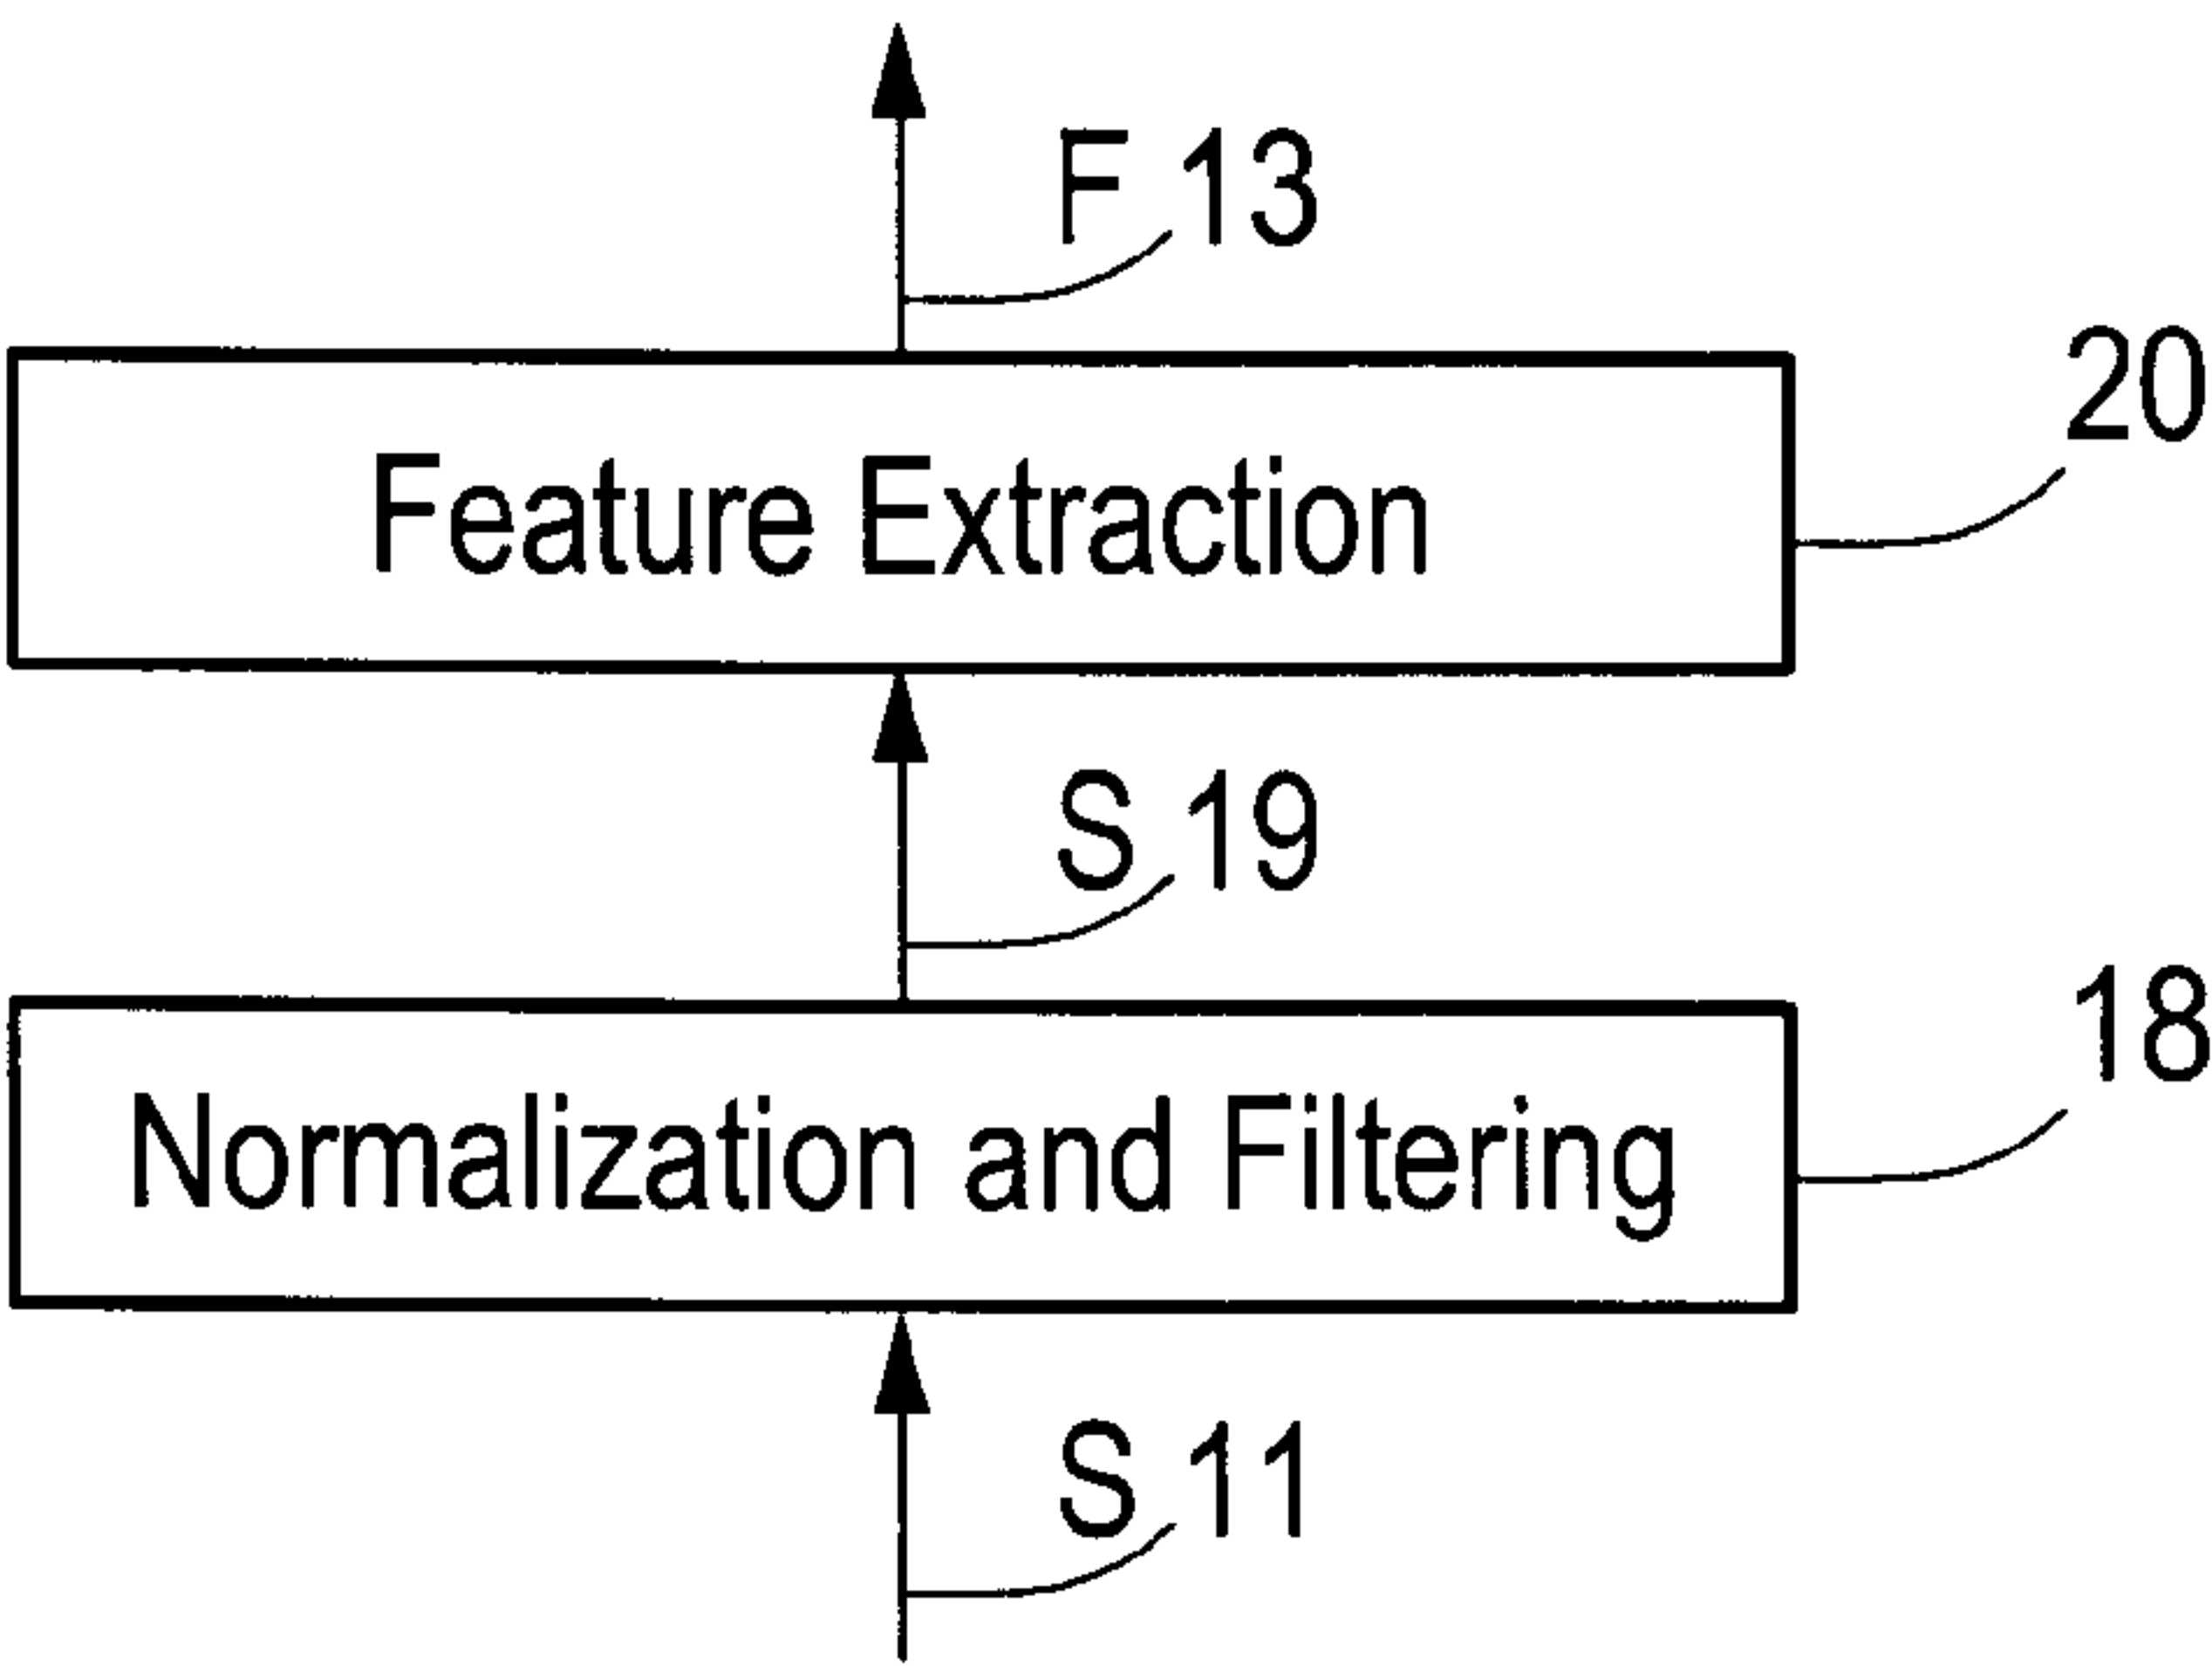 F 13
20
Feature Extraction
S 19
18
Normalization and Filtering
S 11